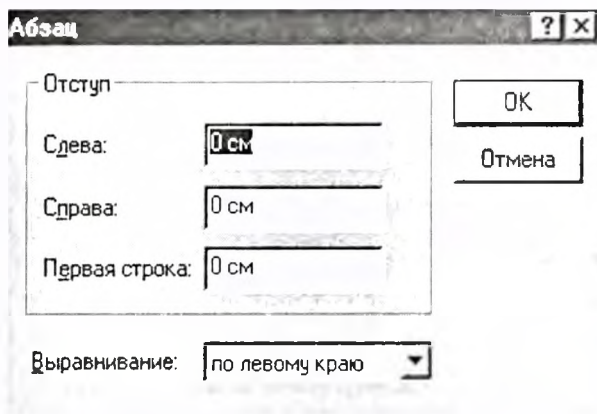 Абзац
Отступ
Слева: 0 см
Справа: 0 см
Первая строка: 0 см
Выравнивание: по левому краю
ОК
Отмена